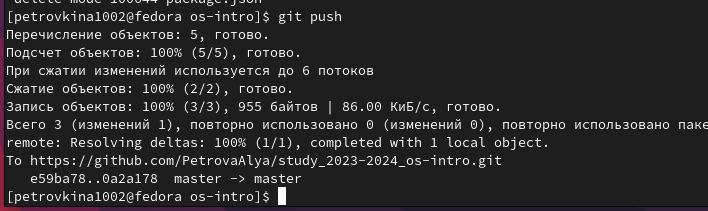 delete mode 100644 package.json
[petrovkina1002@fedora os-intro]$ git push
Перечисление объектов: 5, готово.
Подсчет объектов: 100% (5/5), готово.
При сжатии изменений используется до 6 потоков
Сжатие объектов: 100% (2/2), готово.
Запись объектов: 100% (3/3), 955 байтов | 86.00 КиБ/с, готово.
Всего 3 (изменений 1), повторно использовано 0 (изменений 0), повторно использовано паке
remote: Resolving deltas: 100% (1/1), completed with 1 local object.
To https://github.com/PetrovaAlya/study_2023-2024_os-intro.git
e59ba78..0a2a178  master -> master
[petrovkina1002@fedora os-intro]$